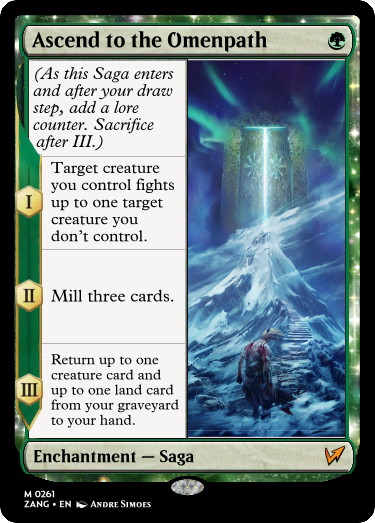 Ascend to the Omenpath
(As this Saga enters
and after your draw
step, add a lore
counter. Sacrifice
after III.)
I
Target creature
you control fights
up to one target
creature you
don't control.
II
Mill three cards.
III
Return up to one
creature card and
up to one land card
from your graveyard
to your hand.
Enchantment — Saga
M 0261
ZANG • EN Andre Simoes